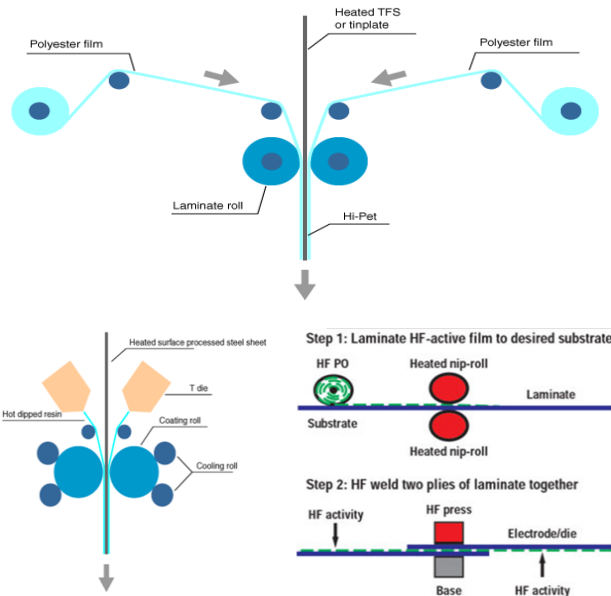 Heated TFS
or tinplate
Polyester film
Polyester film
Laminate roll
Hi-Pet
Heated surface processed steel sheet
T die
Hot dipped resin
Coating roll
Cooling roll
Step 1: Laminate HF-active film to desired substrate
HF PO
Heated nip-roll
Laminate
Substrate
Heated nip-roll
Step 2: HF weld two plies of laminate together
HF activity
HF press
Electrode/die
Base
HF activity